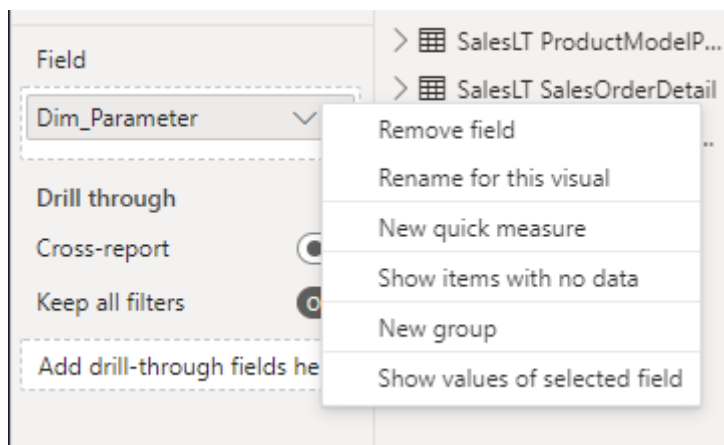 Field
Dim_Parameter
Drill through
Cross-report
Keep all filters
Add drill-through fields he
SalesLT ProductModelP...
SalesLT SalesOrderDetail
..
Remove field
Rename for this visual
New quick measure
Show items with no data
New group
Show values of selected field